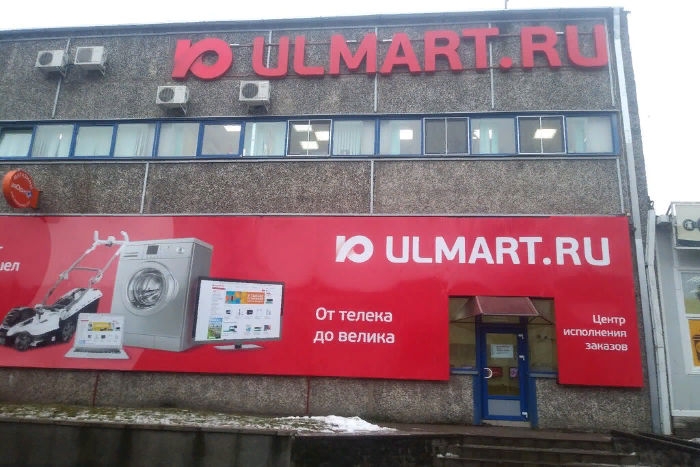 ULMART.RU
ULMART.RU
От телека
до велика
Центр
исполнения
заказов